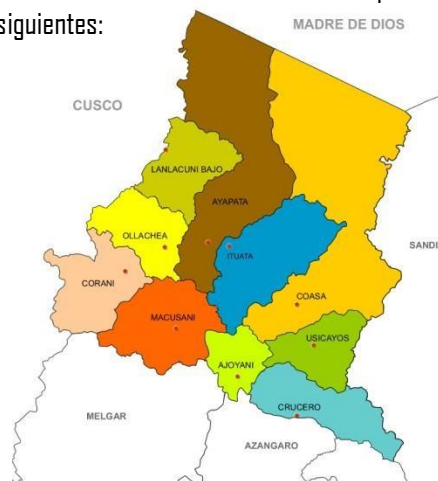 siguientes:
MADRE DE DIOS
CUSCO
LANLACUNI BAJO
AYAPATA
OLLACHEA
ITUATA
SANDI
CORANI
COASA
MACUSANI
USICAYOS
AJOYANI
CRUCERO
MELGAR
AZANGARO